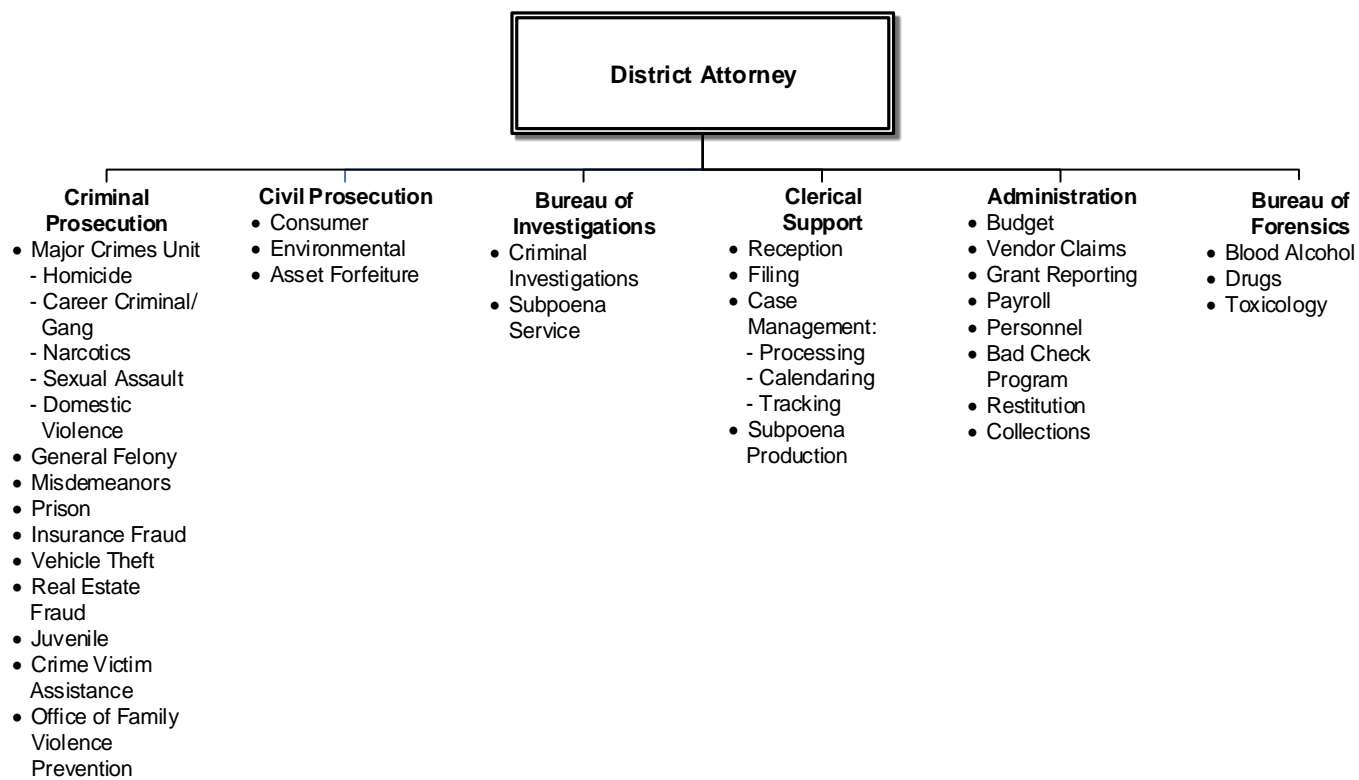 District Attorney
Criminal
Prosecution
• Major Crimes Unit
- Homicide
- Career Criminal/
Gang
- Narcotics
- Sexual Assault
- Domestic
Violence
• General Felony
• Misdemeanors
• Prison
• Insurance Fraud
• Vehicle Theft
• Real Estate
Fraud
• Juvenile
• Crime Victim
Assistance
• Office of Family
Violence
Prevention
Civil Prosecution
• Consumer
• Environmental
• Asset Forfeiture
Bureau of
Investigations
• Criminal
Investigations
• Subpoena
Service
Clerical
Support
• Reception
• Filing
• Case
Management:
- Processing
- Calendaring
- Tracking
• Subpoena
Production
Administration
• Budget
• Vendor Claims
• Grant Reporting
• Payroll
• Personnel
• Bad Check
Program
• Restitution
• Collections
Bureau of
Forensics
• Blood Alcohol
• Drugs
• Toxicology